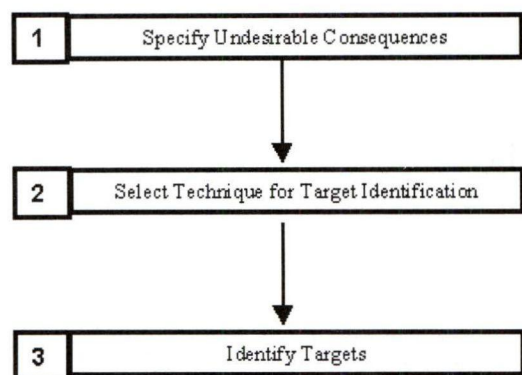 1 Specify Undesirable Consequences
2 Select Technique for Target Identification
3 Identify Targets